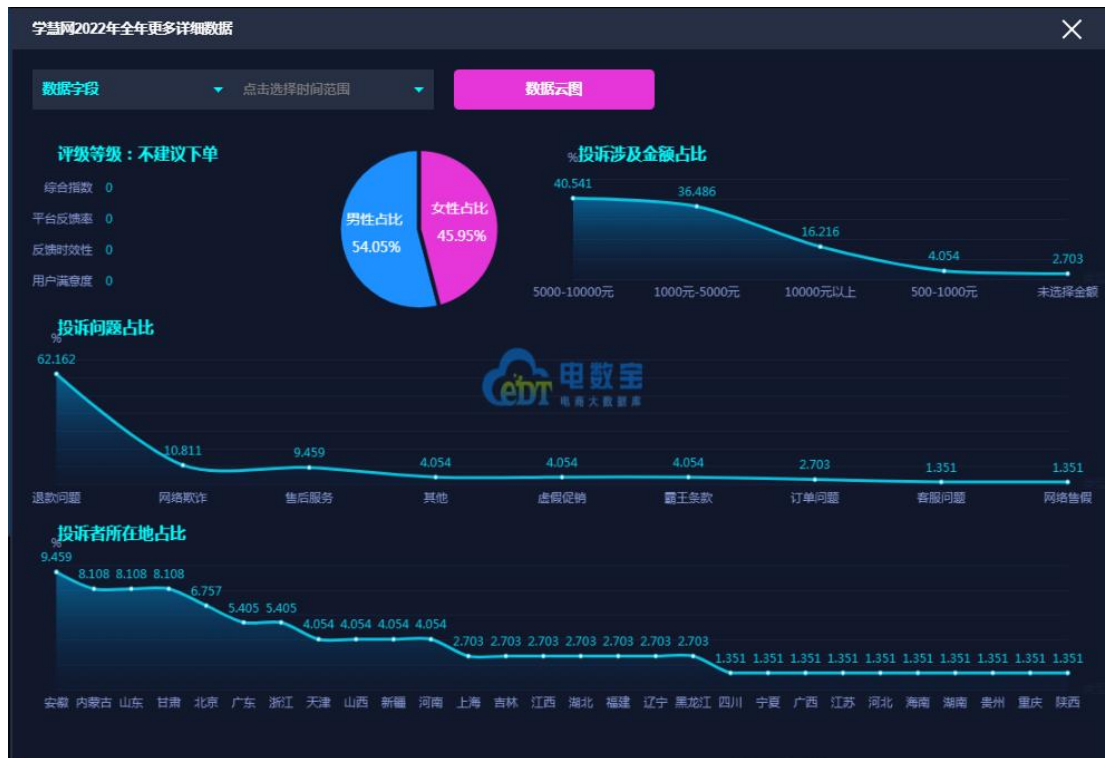 学慧网2022年全年更多详细数据
数据字段
点击选择时间范围
数据云图
评级等级：不建议下单
综合指数 0
平台反馈率 0
反馈时效性 0
用户满意度 0
男性占比
54.05%
女性占比
45.95%
%
投诉涉及金额占比
40.541 36.486 16.216 4.054 2.703
5000-10000元 1000元-5000元 10000元以上 500-1000元 未选择金额
投诉问题占比
%
62.162 10.811 9.459 4.054 4.054 4.054 2.703 1.351 1.351
退款问题 网络欺诈 售后服务 其他 虚假促销 霸王条款 订单问题 客服问题 网络售假
eDT 电数宝
电商大数据库
投诉者所在地占比
%
9.459 8.108 8.108 8.108 6.757 5.405 5.405 4.054 4.054 4.054 4.054 2.703 2.703 2.703 2.703 2.703 2.703 2.703 1.351 1.351 1.351 1.351 1.351 1.351 1.351 1.351 1.351 1.351
安徽 内蒙古 山东 甘肃 北京 广东 浙江 天津 山西 新疆 河南 上海 吉林 江西 湖北 福建 辽宁 黑龙江 四川 宁夏 广西 江苏 河北 海南 湖南 贵州 重庆 陕西